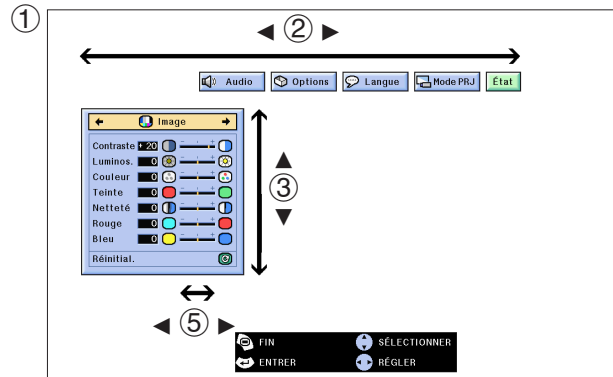 ①
◄ ② ►
Audio Options Langue Mode PRJ État
Image
Contraste + 20 - +
Luminos. 0 - +
Couleur 0 - +
Teinte 0 - +
Netteté 0 - +
Rouge 0 - +
Bleu 0 - +
Réinitial.
▲
③
▼
◄ ⑤ ►
FIN SÉLECTIONNER
ENTRER RÉGLER